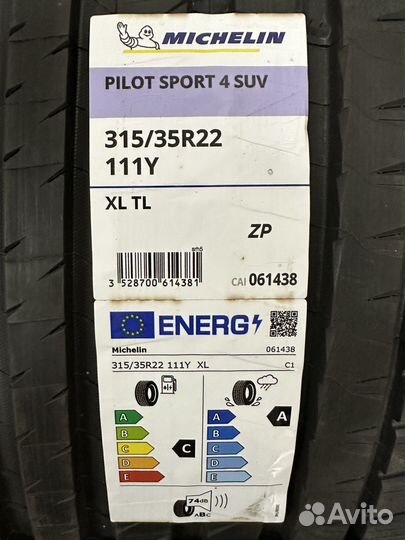 MICHELIN
PILOT SPORT 4 SUV
315/35R22
111Y
XL TL
ZP
sm5
3 528700 614381
CAI 061438
ENERG
Michelin 061438
315/35R22 111Y XL C1
A A
B B
C C
D D
E E
C
A
74dB
ABC
Avito